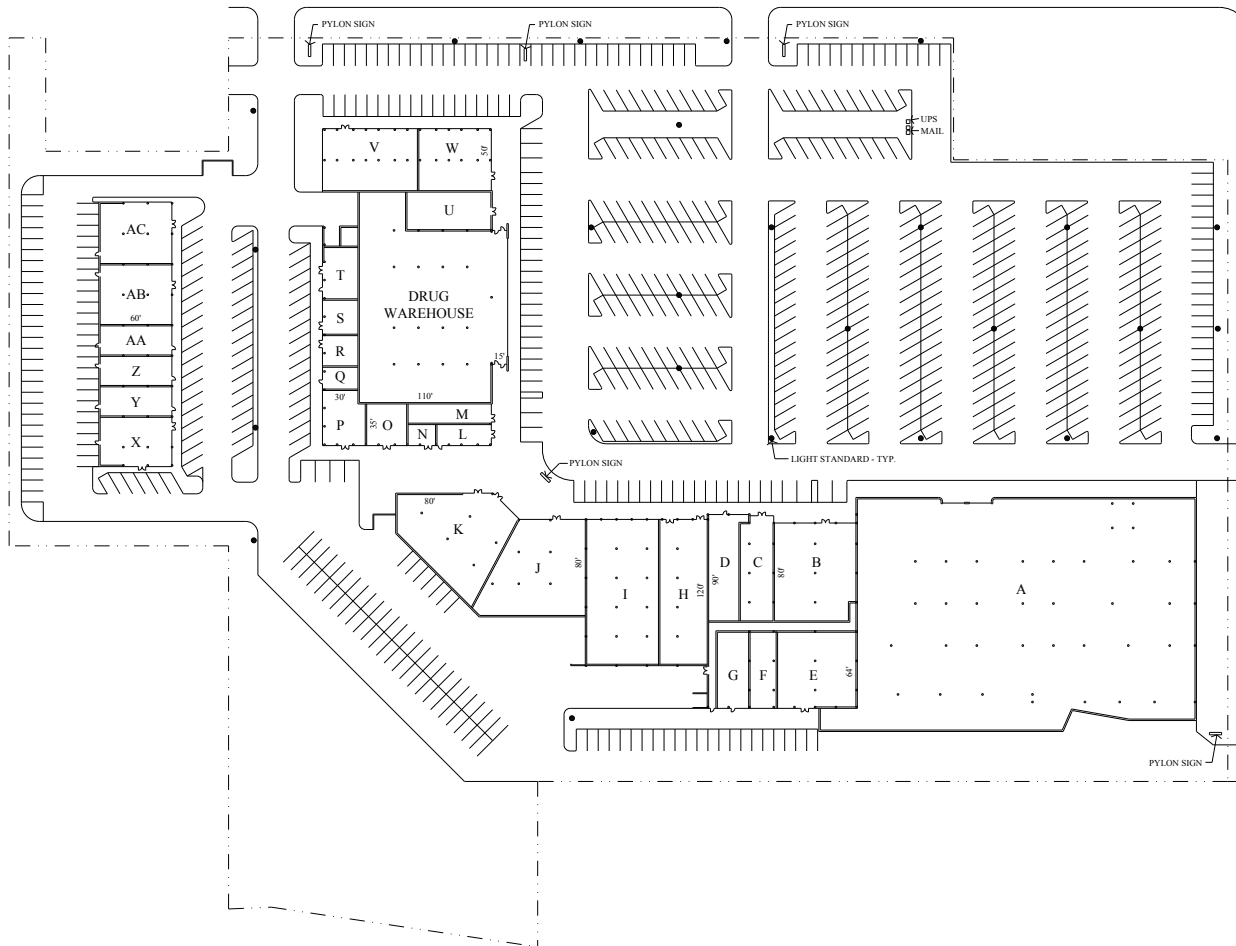 PYLON SIGN
PYLON SIGN
PYLON SIGN
UPS
MAIL
V
W
50'
U
AC
T
AB
60'
S
DRUG
WAREHOUSE
AA
R
15'
Z
Q
30'
110'
Y
P
35'
O
M
N
L
X
LIGHT STANDARD - TYP.
PYLON SIGN
80'
K
J
80'
I
H
120'
D
90'
C
80'
B
A
G
F
E
64'
PYLON SIGN